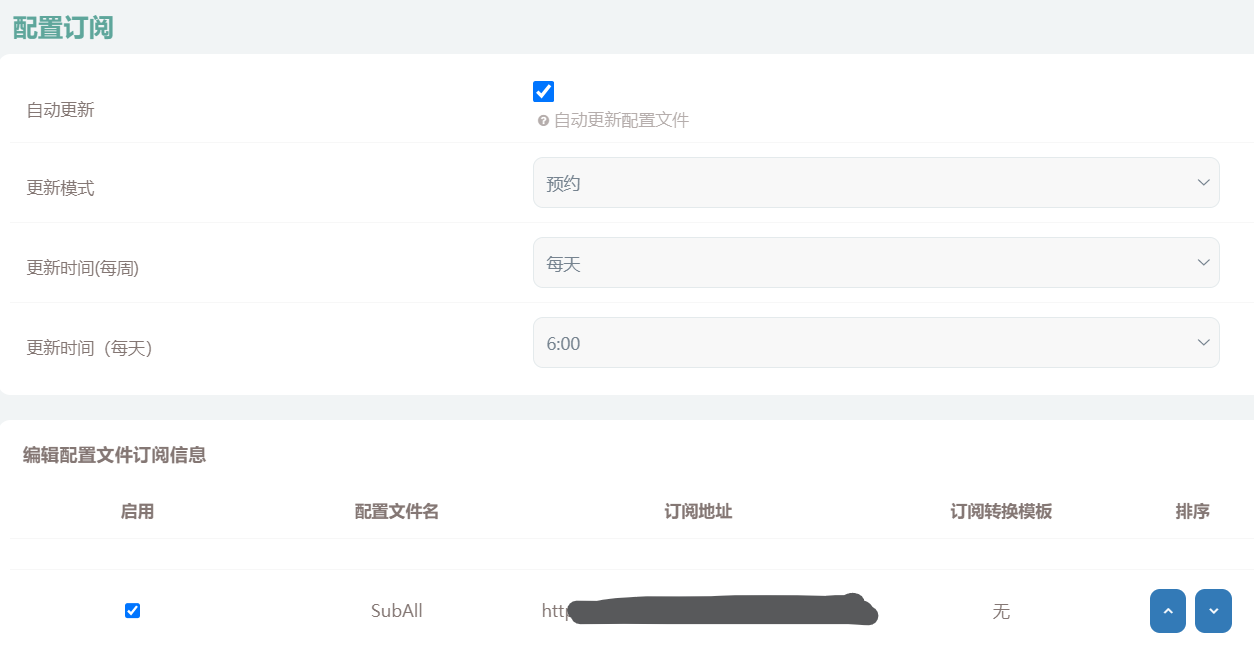 配置订阅
自动更新
自动更新配置文件
更新模式
预约
更新时间(每周)
每天
更新时间（每天）
6:00
编辑配置文件订阅信息
启用 配置文件名 订阅地址 订阅转换模板 排序
SubAll http 无